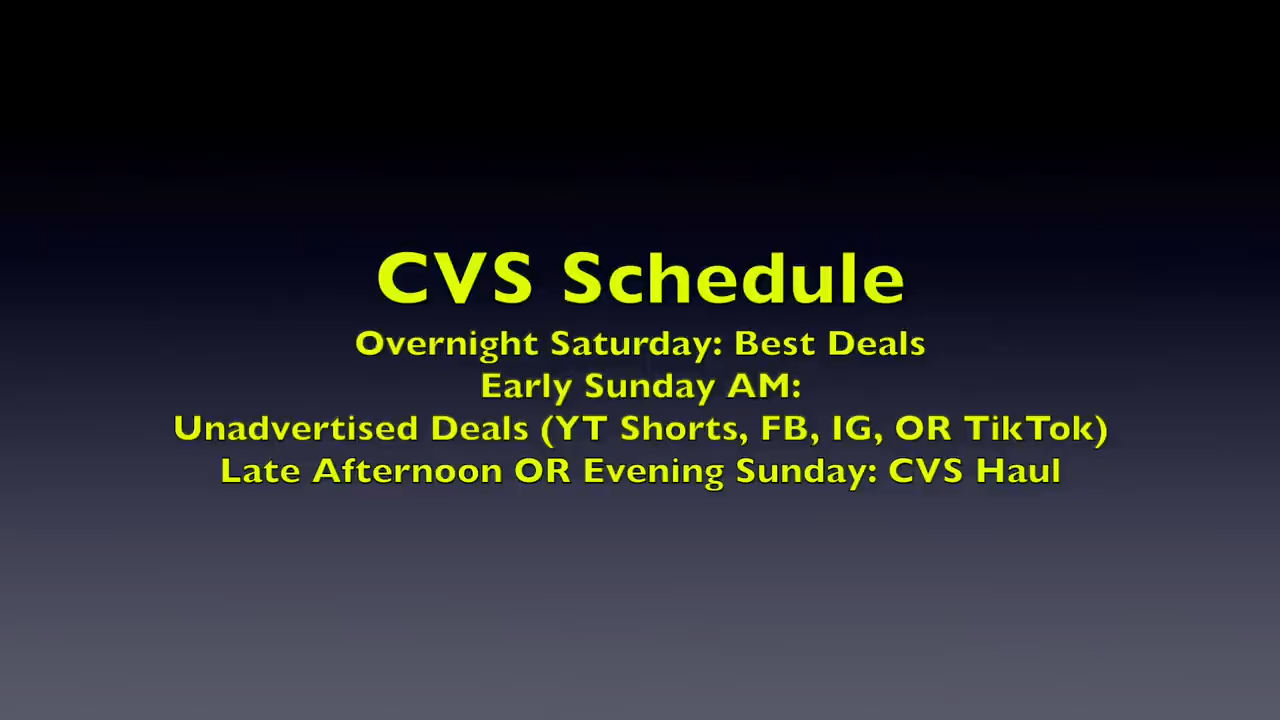 CVS Schedule
Overnight Saturday: Best Deals
Early Sunday AM:
Unadvertised Deals (YT Shorts, FB, IG, OR TikTok)
Late Afternoon OR Evening Sunday: CVS Haul